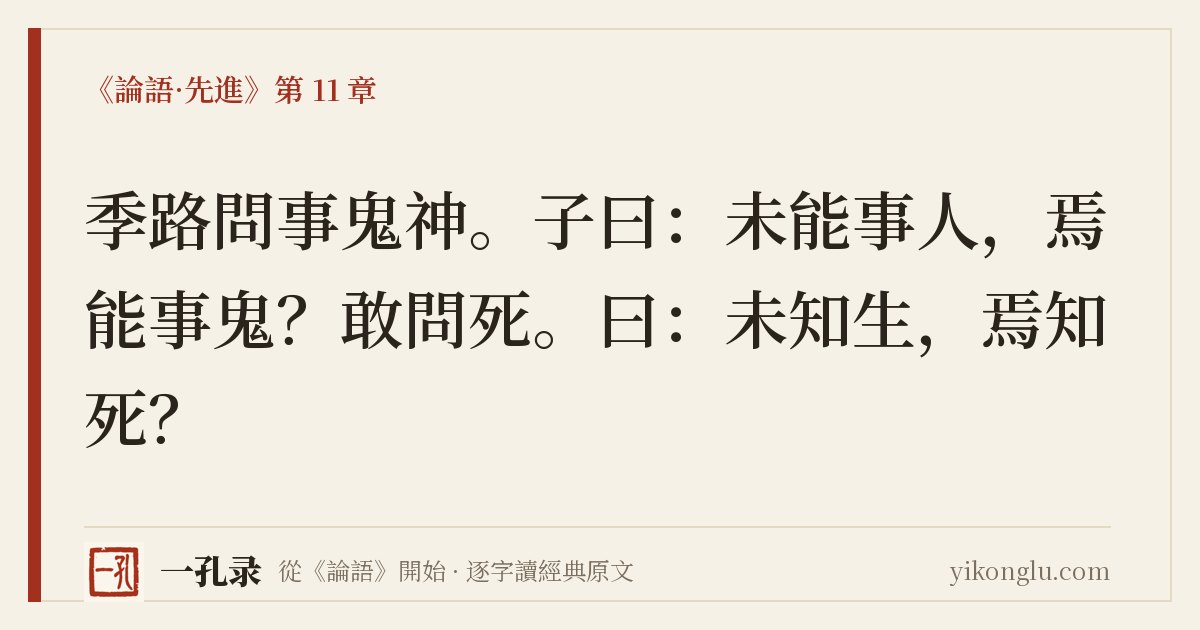 《論語·先進》第 11 章
季路問事鬼神。子曰：未能事人，焉
能事鬼？敢問死。曰：未知生，焉知
死？
一孔
一孔录 從《論語》開始 · 逐字讀經典原文 yikonglu.com